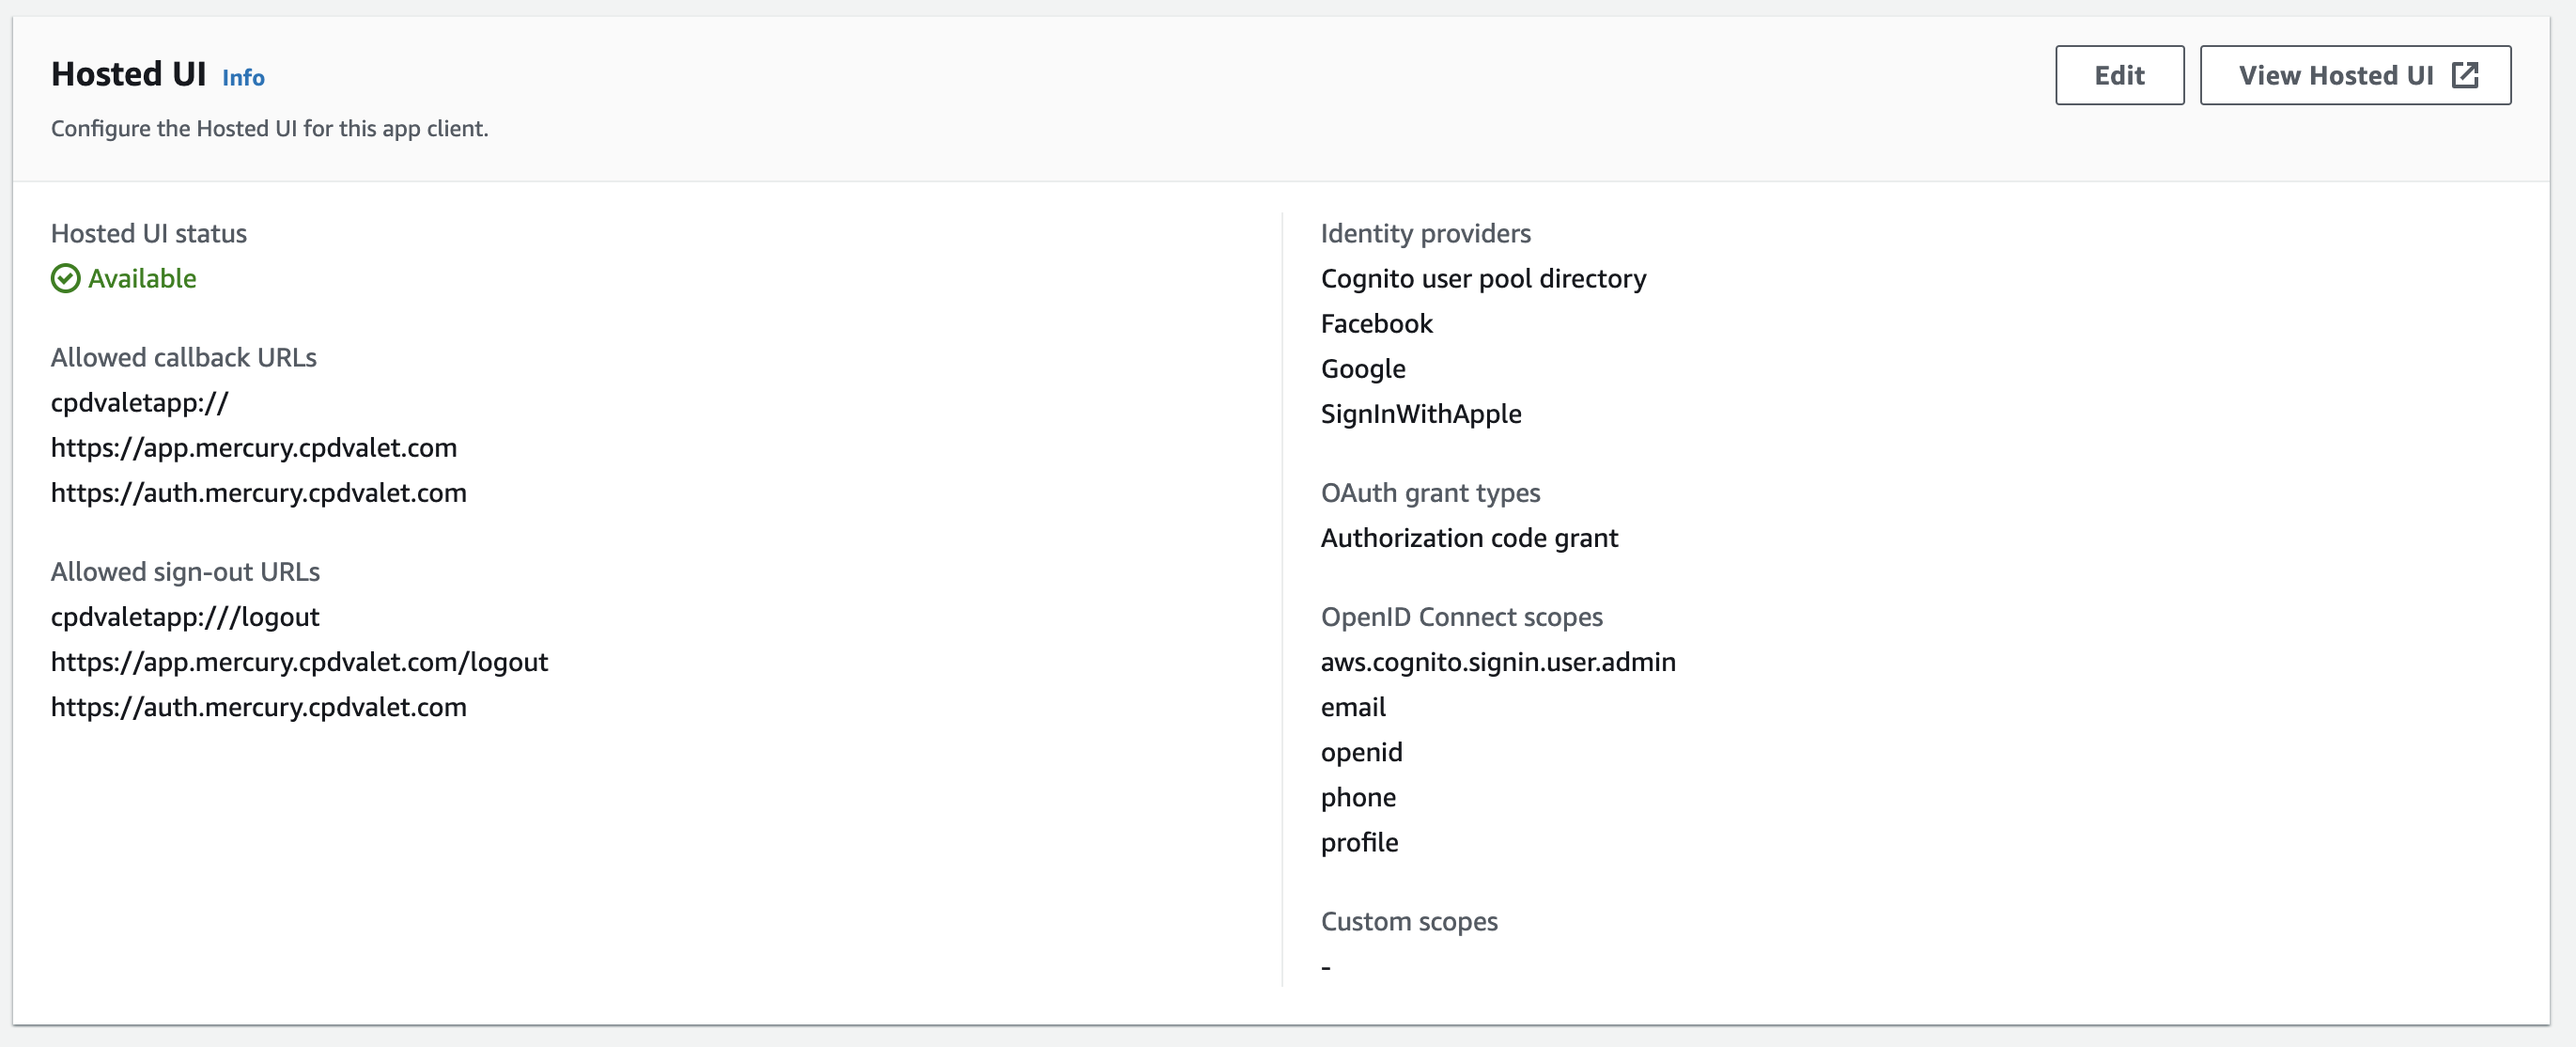 Hosted UI Info
Edit
View Hosted UI
Configure the Hosted UI for this app client.
Hosted UI status
Available
Allowed callback URLs
cpdvaletapp://
https://app.mercury.cpdvalet.com
https://auth.mercury.cpdvalet.com
Allowed sign-out URLs
cpdvaletapp:///logout
https://app.mercury.cpdvalet.com/logout
https://auth.mercury.cpdvalet.com
Identity providers
Cognito user pool directory
Facebook
Google
SignInWithApple
OAuth grant types
Authorization code grant
OpenID Connect scopes
aws.cognito.signin.user.admin
email
openid
phone
profile
Custom scopes
-